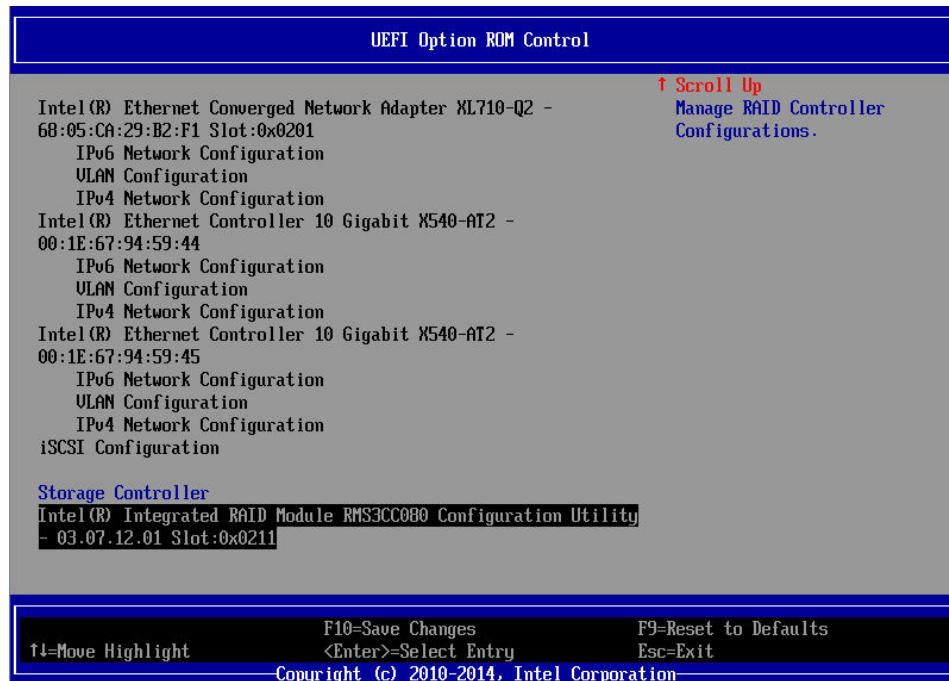 UEFI Option ROM Control
↑ Scroll Up
Manage RAID Controller
Configurations.
Intel(R) Ethernet Converged Network Adapter XL710-Q2 -
68:05:CA:29:B2:F1 Slot:0x0201
IPv6 Network Configuration
VLAN Configuration
IPv4 Network Configuration
Intel(R) Ethernet Controller 10 Gigabit X540-AT2 -
00:1E:67:94:59:44
IPv6 Network Configuration
VLAN Configuration
IPv4 Network Configuration
Intel(R) Ethernet Controller 10 Gigabit X540-AT2 -
00:1E:67:94:59:45
IPv6 Network Configuration
VLAN Configuration
IPv4 Network Configuration
iSCSI Configuration
Storage Controller
Intel(R) Integrated RAID Module RMS3CC080 Configuration Utility
- 03.07.12.01 Slot:0x0211
F10=Save Changes F9=Reset to Defaults
↑↓=Move Highlight <Enter>=Select Entry Esc=Exit
Copyright (c) 2010-2014, Intel Corporation